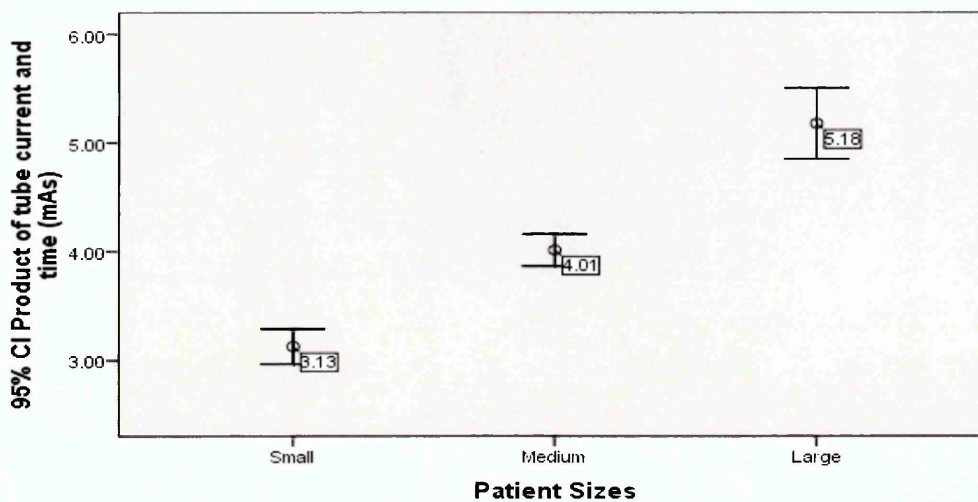 95% CI Product of tube current and
time (mAs)
6.00
5.00
4.00
3.00
5.18
4.01
3.13
Small Medium Large
Patient Sizes